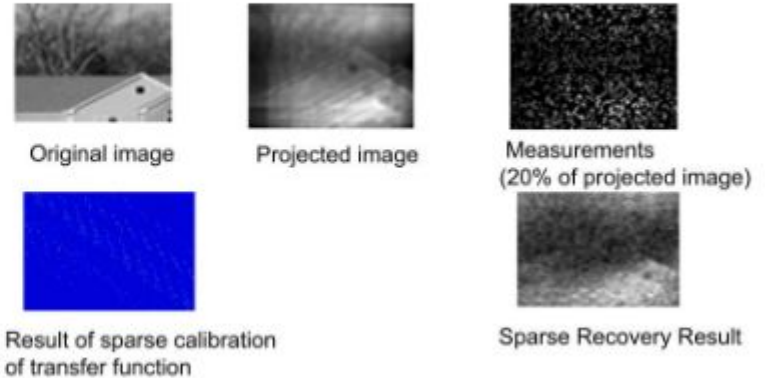 Original image
Projected image
Measurements
(20% of projected image)
Result of sparse calibration
of transfer function
Sparse Recovery Result